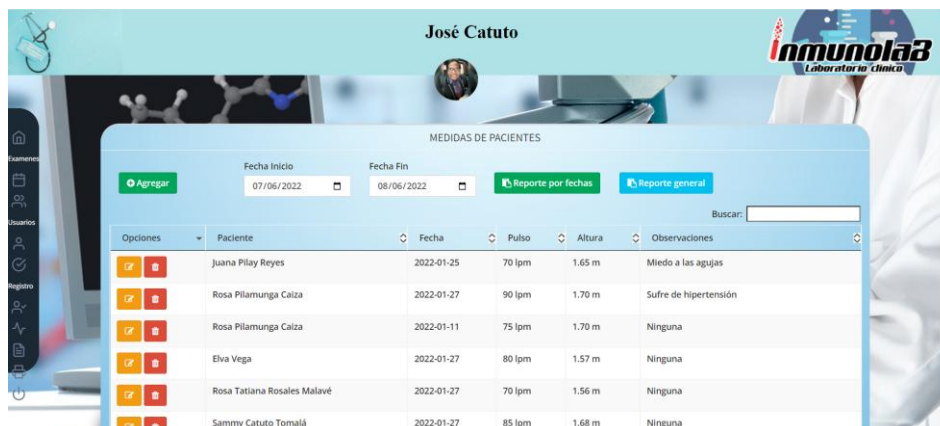 José Catuto
Inmunolab
Laboratorio clínico
MEDIDAS DE PACIENTES
Examenes
Usuarios
Registro
Fecha Inicio Fecha Fin
Agregar 07/06/2022 08/06/2022 Reporte por fechas Reporte general
Buscar:
Opciones Paciente Fecha Pulso Altura Observaciones
Juana Pilay Reyes 2022-01-25 70 lpm 1.65 m Miedo a las agujas
Rosa Pilamunga Caiza 2022-01-27 90 lpm 1.70 m Sufre de hipertensión
Rosa Pilamunga Caiza 2022-01-11 75 lpm 1.70 m Ninguna
Elva Vega 2022-01-27 80 lpm 1.57 m Ninguna
Rosa Tatiana Rosales Malavé 2022-01-27 70 lpm 1.56 m Ninguna
Sammy Catuto Tomalá 2022-01-27 85 lpm 1.68 m Ninguna